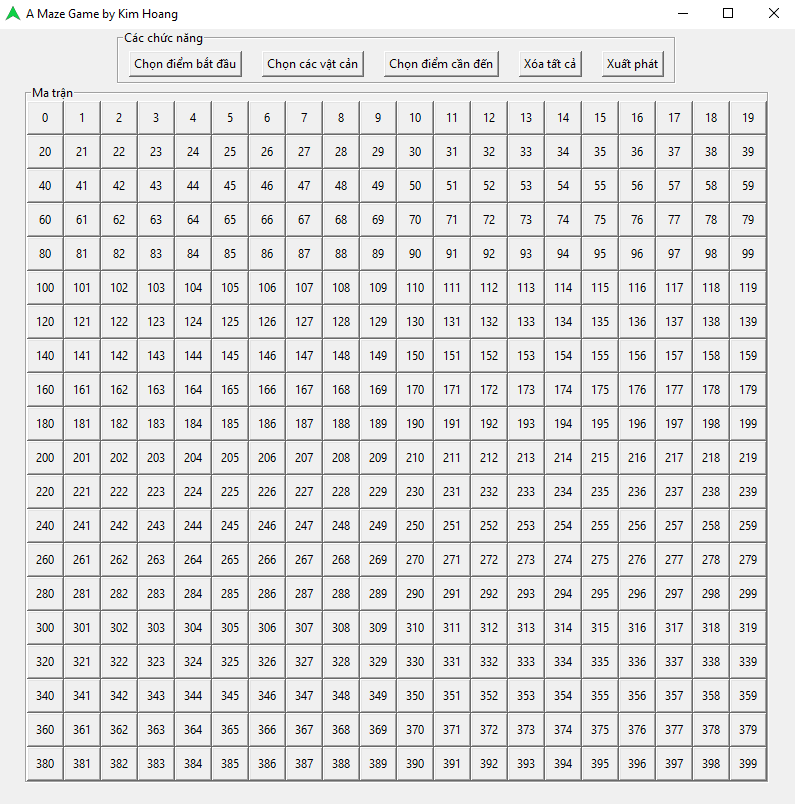 A Maze Game by Kim Hoang
Các chức năng
Chọn điểm bắt đầu Chọn các vật cản Chọn điểm cần đến Xóa tất cả Xuất phát
Ma trận
0 1 2 3 4 5 6 7 8 9 10 11 12 13 14 15 16 17 18 19
20 21 22 23 24 25 26 27 28 29 30 31 32 33 34 35 36 37 38 39
40 41 42 43 44 45 46 47 48 49 50 51 52 53 54 55 56 57 58 59
60 61 62 63 64 65 66 67 68 69 70 71 72 73 74 75 76 77 78 79
80 81 82 83 84 85 86 87 88 89 90 91 92 93 94 95 96 97 98 99
100 101 102 103 104 105 106 107 108 109 110 111 112 113 114 115 116 117 118 119
120 121 122 123 124 125 126 127 128 129 130 131 132 133 134 135 136 137 138 139
140 141 142 143 144 145 146 147 148 149 150 151 152 153 154 155 156 157 158 159
160 161 162 163 164 165 166 167 168 169 170 171 172 173 174 175 176 177 178 179
180 181 182 183 184 185 186 187 188 189 190 191 192 193 194 195 196 197 198 199
200 201 202 203 204 205 206 207 208 209 210 211 212 213 214 215 216 217 218 219
220 221 222 223 224 225 226 227 228 229 230 231 232 233 234 235 236 237 238 239
240 241 242 243 244 245 246 247 248 249 250 251 252 253 254 255 256 257 258 259
260 261 262 263 264 265 266 267 268 269 270 271 272 273 274 275 276 277 278 279
280 281 282 283 284 285 286 287 288 289 290 291 292 293 294 295 296 297 298 299
300 301 302 303 304 305 306 307 308 309 310 311 312 313 314 315 316 317 318 319
320 321 322 323 324 325 326 327 328 329 330 331 332 333 334 335 336 337 338 339
340 341 342 343 344 345 346 347 348 349 350 351 352 353 354 355 356 357 358 359
360 361 362 363 364 365 366 367 368 369 370 371 372 373 374 375 376 377 378 379
380 381 382 383 384 385 386 387 388 389 390 391 392 393 394 395 396 397 398 399